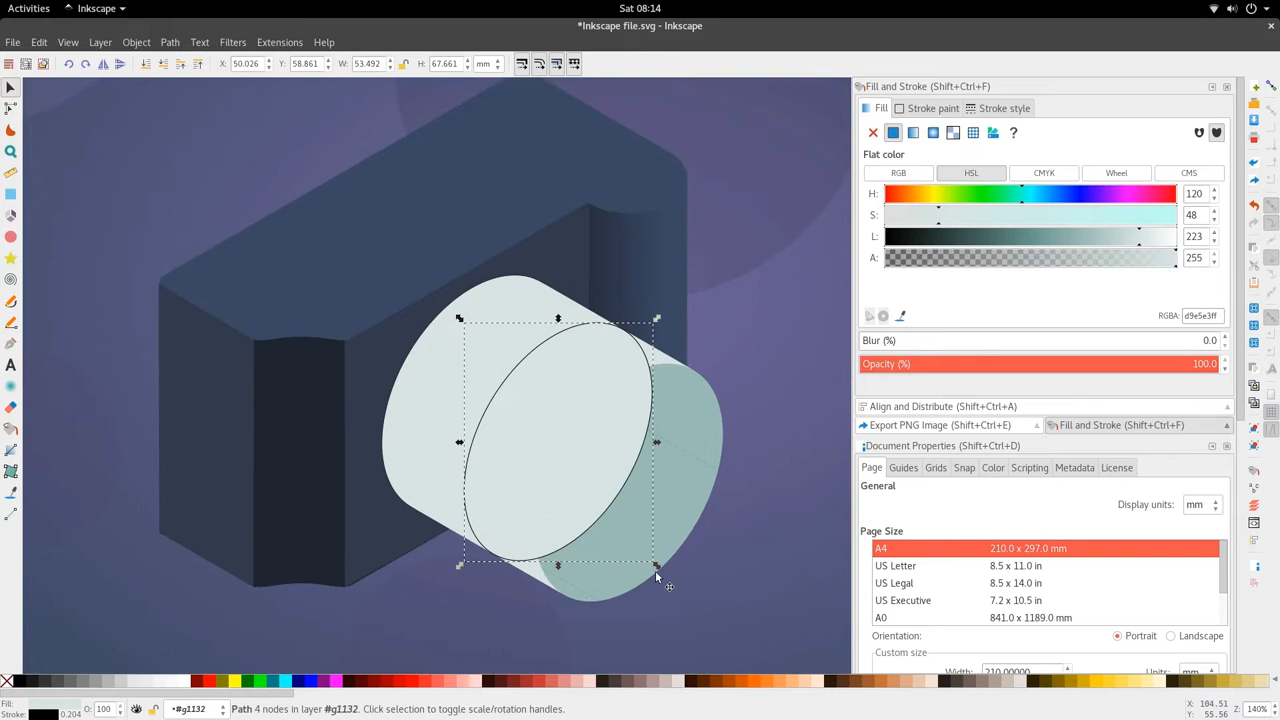 Activities
Inkscape
Sat 08:14
*Inkscape file.svg - Inkscape
File Edit View Layer Object Path Text Filters Extensions Help
X: 50.026 Y: 58.861 W: 53.492 H: 67.661 mm
Fill and Stroke (Shift+Ctrl+F)
Fill Stroke paint Stroke style
?
Flat color
RGB HSL CMYK Wheel CMS
H: 120
S: 48
L: 223
A: 255
RGBA: d9e5e3ff
Blur (%) 0.0
Opacity (%) 100.0
Align and Distribute (Shift+Ctrl+A)
Export PNG Image (Shift+Ctrl+E) Fill and Stroke (Shift+Ctrl+F)
Document Properties (Shift+Ctrl+D)
Page Guides Grids Snap Color Scripting Metadata License
General
Display units: mm
Page Size
A4 210.0 x 297.0 mm
US Letter 8.5 x 11.0 in
US Legal 8.5 x 14.0 in
US Executive 7.2 x 10.5 in
A0 841.0 x 1189.0 mm
Orientation: Portrait Landscape
Custom size
Width: 210.00000 Units: mm
Fill:
Stroke: 0.204
O: 100
•#g1132
Path 4 nodes in layer #g1132. Click selection to toggle scale/rotation handles.
X: 104.51
Y: 55.56
Z: 140%